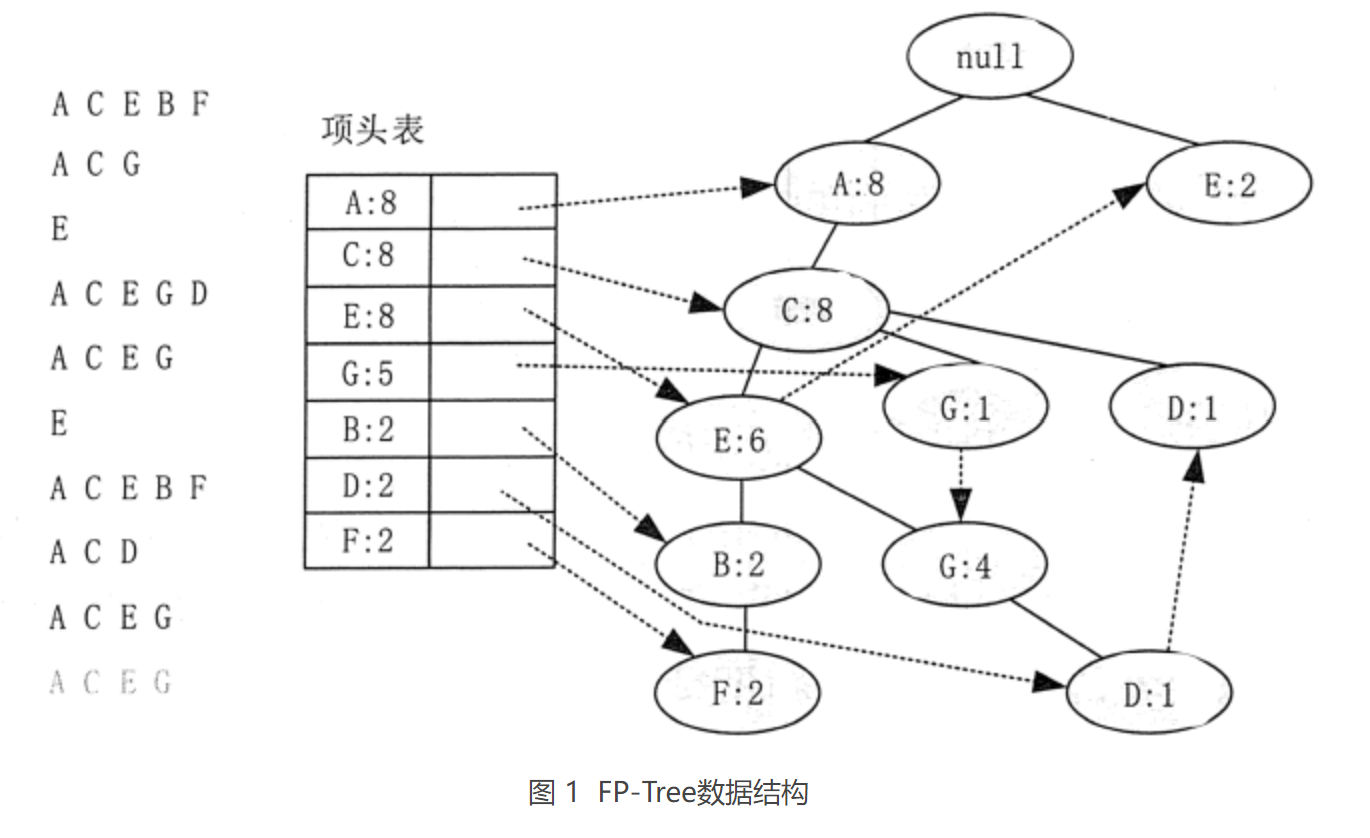 A C E B F
A C G
E
A C E G D
A C E G
E
A C E B F
A C D
A C E G
A C E G
项头表
A:8
C:8
E:8
G:5
B:2
D:2
F:2
null
A:8
E:2
C:8
E:6
G:1
D:1
B:2
G:4
F:2
D:1
图 1 FP-Tree数据结构